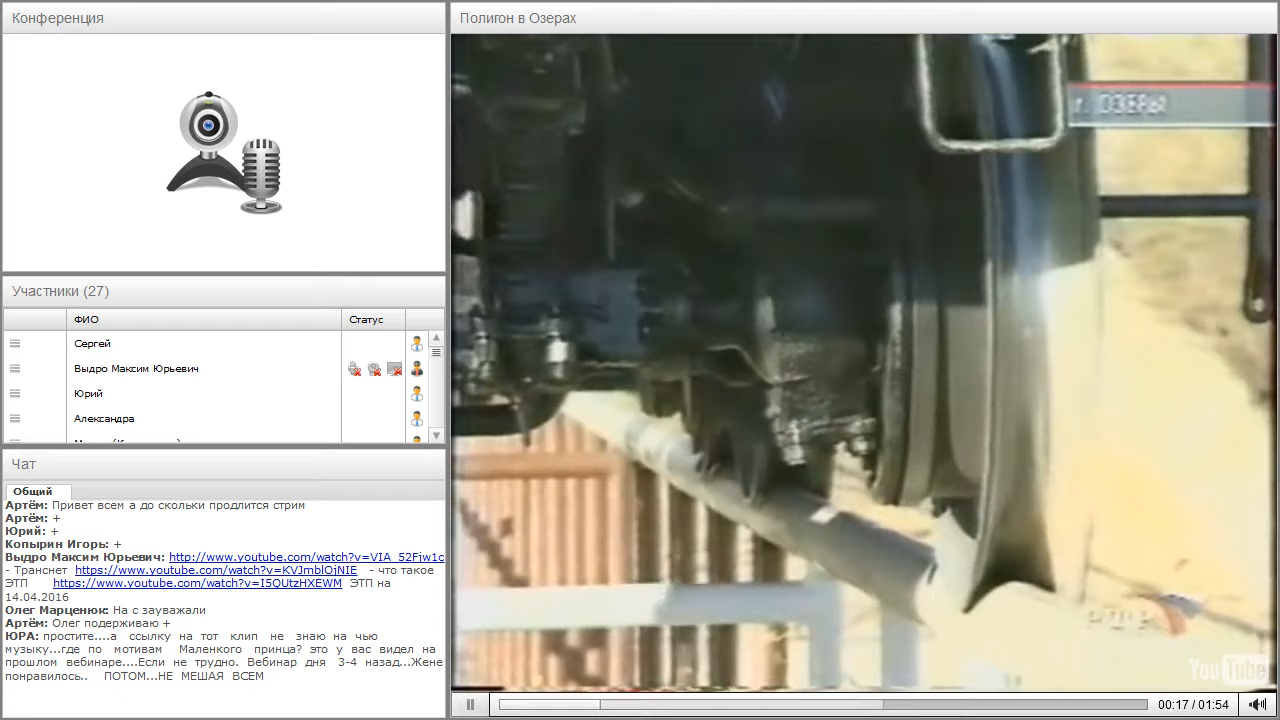 Конференция
Полигон в Озерах
г. ОЗЕРЫ
Участники (27)
ФИО
Статус
Сергей
Выдро Максим Юрьевич
Юрий
Александра
Чат
Общий
Артём: Привет всем а до скольки продлится стрим
Артём: +
Юрий: +
Копырин Игорь: +
Выдро Максим Юрьевич: http://www.youtube.com/watch?v=VIA_52Fjw1c
- Транснет https://www.youtube.com/watch?v=KVJmblOjNIE - что такое
ЭТП https://www.youtube.com/watch?v=I5QUtzHXEWM ЭТП на
14.04.2016
Олег Марценюк: На с зауважали
Артём: Олег подерживаю +
ЮРА: простите....а ссылку на тот клип не знаю на чью
музыку...где по мотивам Маленкого принца? это у вас видел на
прошлом вебинаре....Если не трудно. Вебинар дня 3-4 назад...Жене
понравилось.. ПОТОМ...НЕ МЕШАЯ ВСЕМ
YouTube
00:17 / 01:54